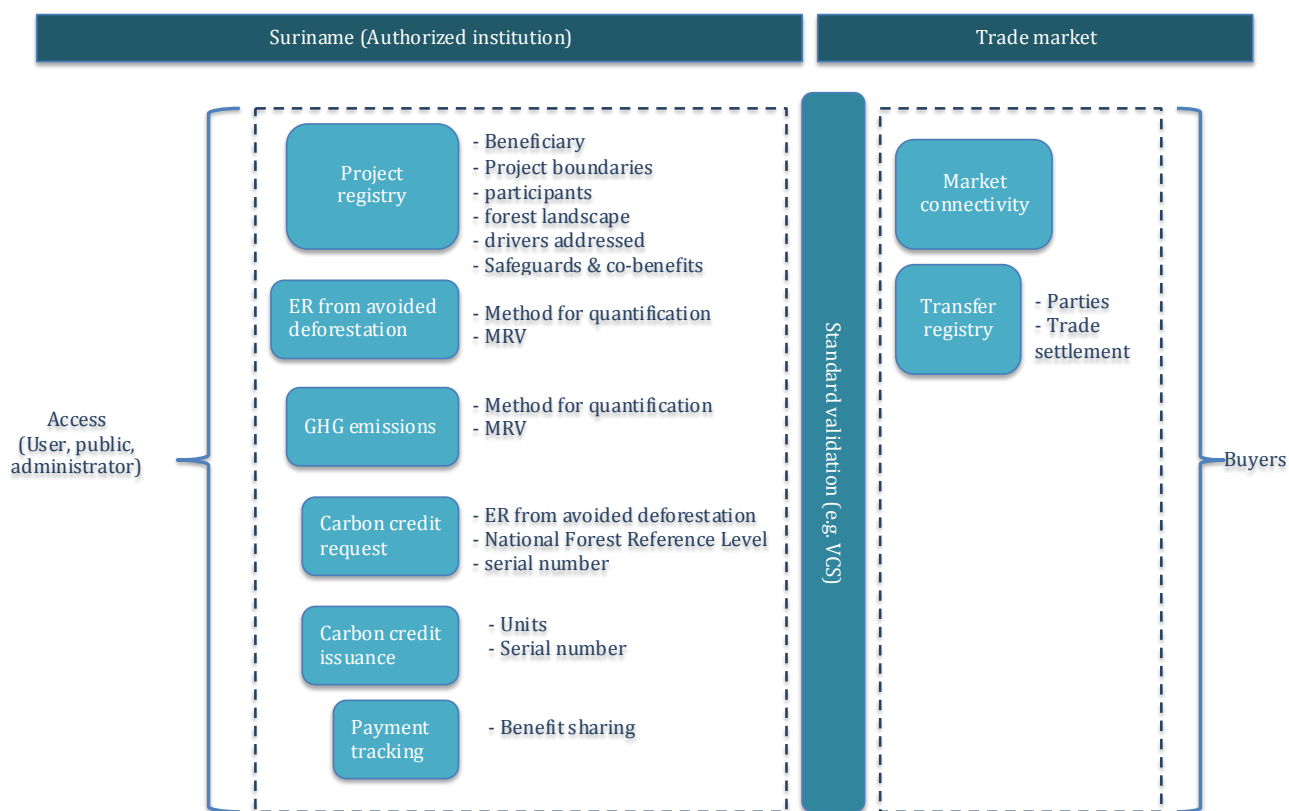 Suriname (Authorized institution)
Trade market
Access
(User, public,
administrator)
Project
registry
- Beneficiary
- Project boundaries
- participants
- forest landscape
- drivers addressed
- Safeguards & co-benefits
ER from avoided
deforestation
- Method for quantification
- MRV
GHG emissions
- Method for quantification
- MRV
Carbon credit
request
- ER from avoided deforestation
- National Forest Reference Level
- serial number
Carbon credit
issuance
- Units
- Serial number
Payment
tracking
- Benefit sharing
Standard validation (e.g. VCS)
Market
connectivity
Transfer
registry
- Parties
- Trade
settlement
Buyers